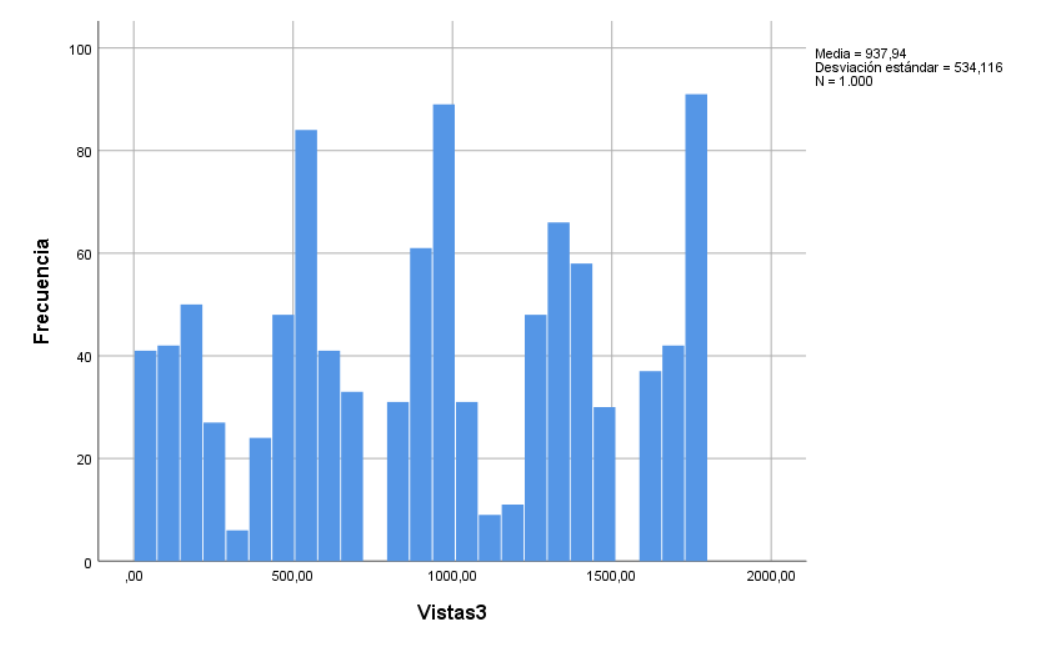 Media = 937,94
Desviación estándar = 534,116
N = 1.000
Frecuencia
100
80
60
40
20
0
,00
500,00
1000,00
1500,00
2000,00
Vistas3